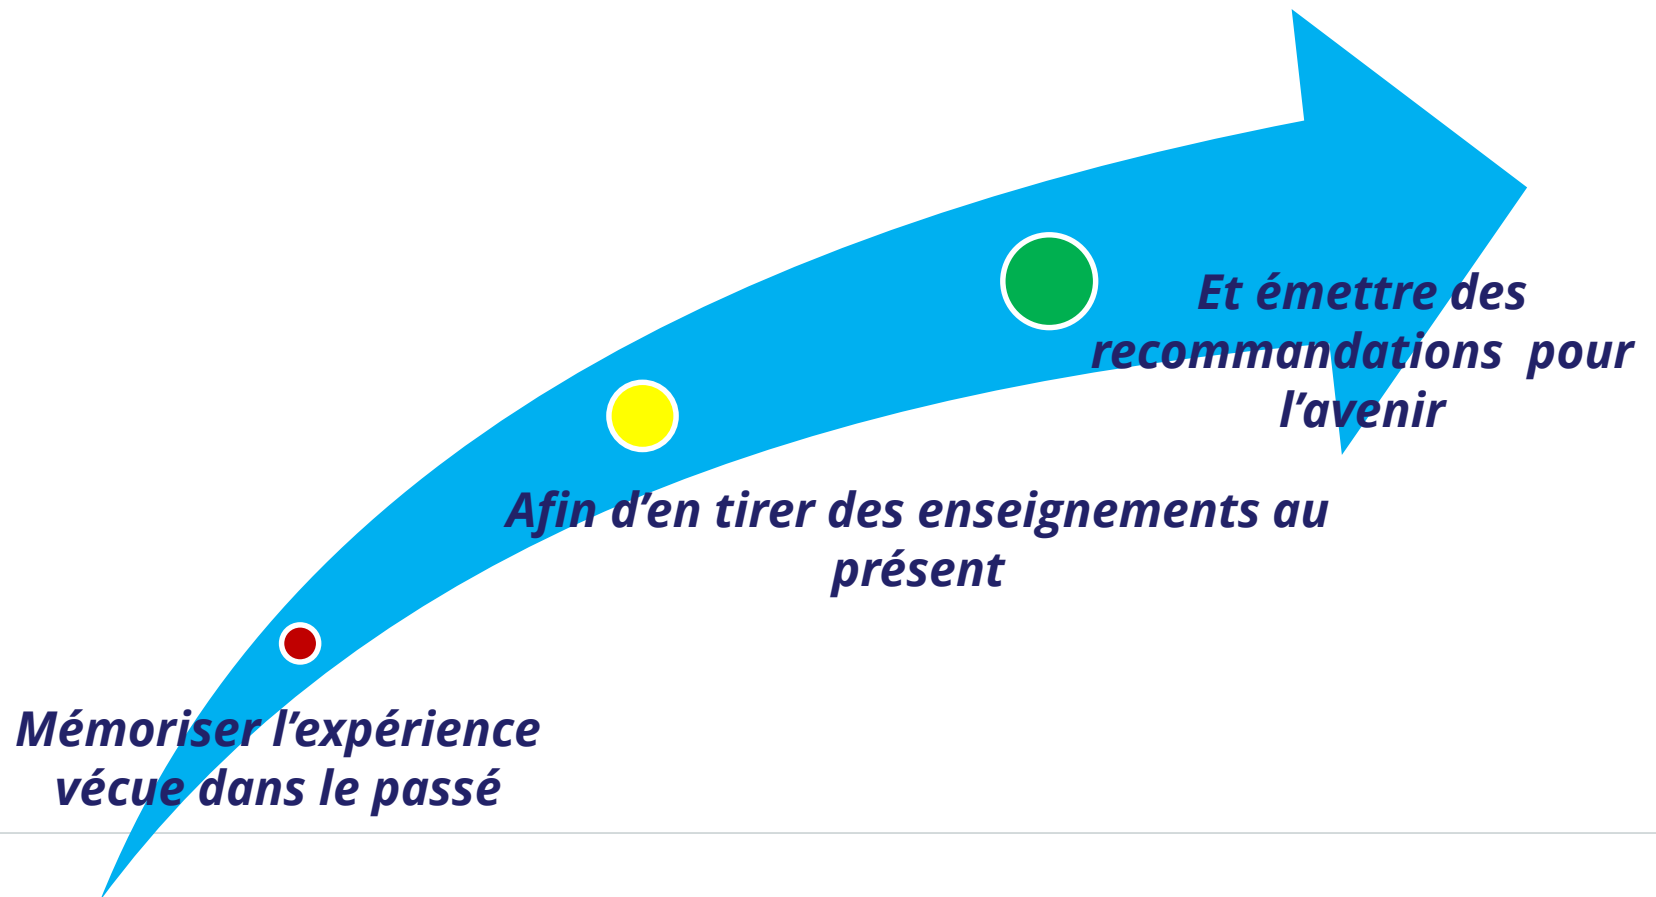 Mémoriser l’expérience
vécue dans le passé
Afin d’en tirer des enseignements au
présent
Et émettre des
recommandations  pour
l’avenir